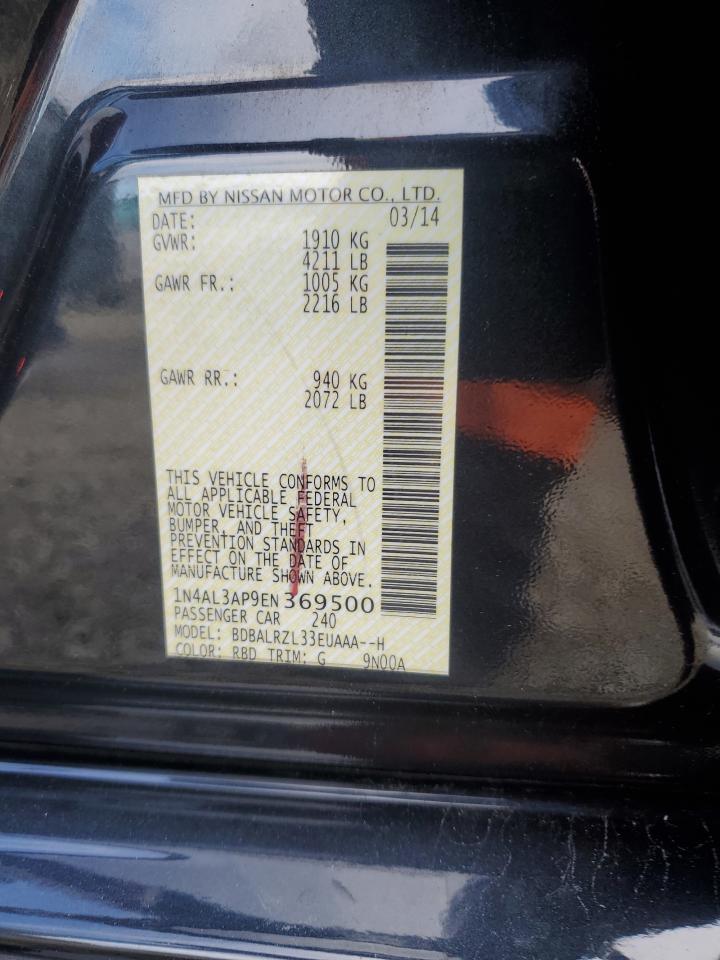 MFD BY NISSAN MOTOR CO., LTD.
DATE: 03/14
GVWR: 1910 KG
4211 LB
GAWR FR.: 1005 KG
2216 LB
GAWR RR.: 940 KG
2072 LB
THIS VEHICLE CONFORMS TO
ALL APPLICABLE FEDERAL
MOTOR VEHICLE SAFETY,
BUMPER, AND THEFT
PREVENTION STANDARDS IN
EFFECT ON THE DATE OF
MANUFACTURE SHOWN ABOVE.
1N4AL3AP9EN369500
PASSENGER CAR 240
MODEL: BDBALRZL33EUAAA--H
COLOR: RBD TRIM: G 9N00A